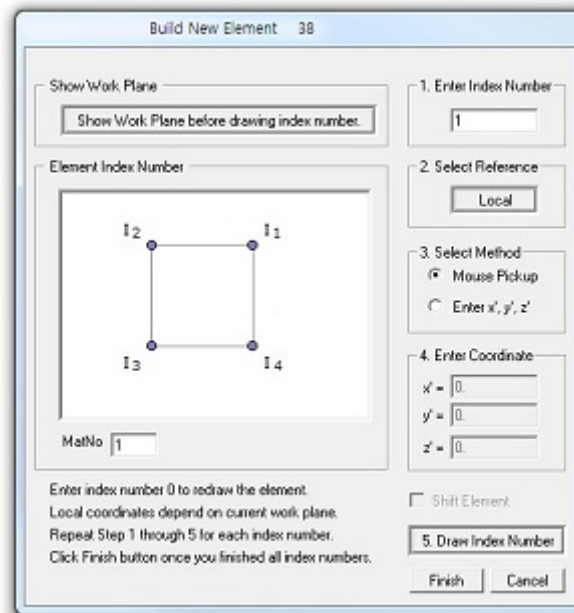 Build New Element 38
Show Work Plane
Show Work Plane before drawing index number.
Element Index Number
I2
I1
I3
I4
MatNo 1
Enter index number 0 to redraw the element.
Local coordinates depend on current work plane.
Repeat Step 1 through 5 for each index number.
Click Finish button once you finished all index numbers.
1. Enter Index Number
1
2. Select Reference
Local
3. Select Method
Mouse Pickup
Enter x', y', z'
4. Enter Coordinate
x' = 0.
y' = 0.
z' = 0.
Shift Element
5. Draw Index Number
Finish
Cancel